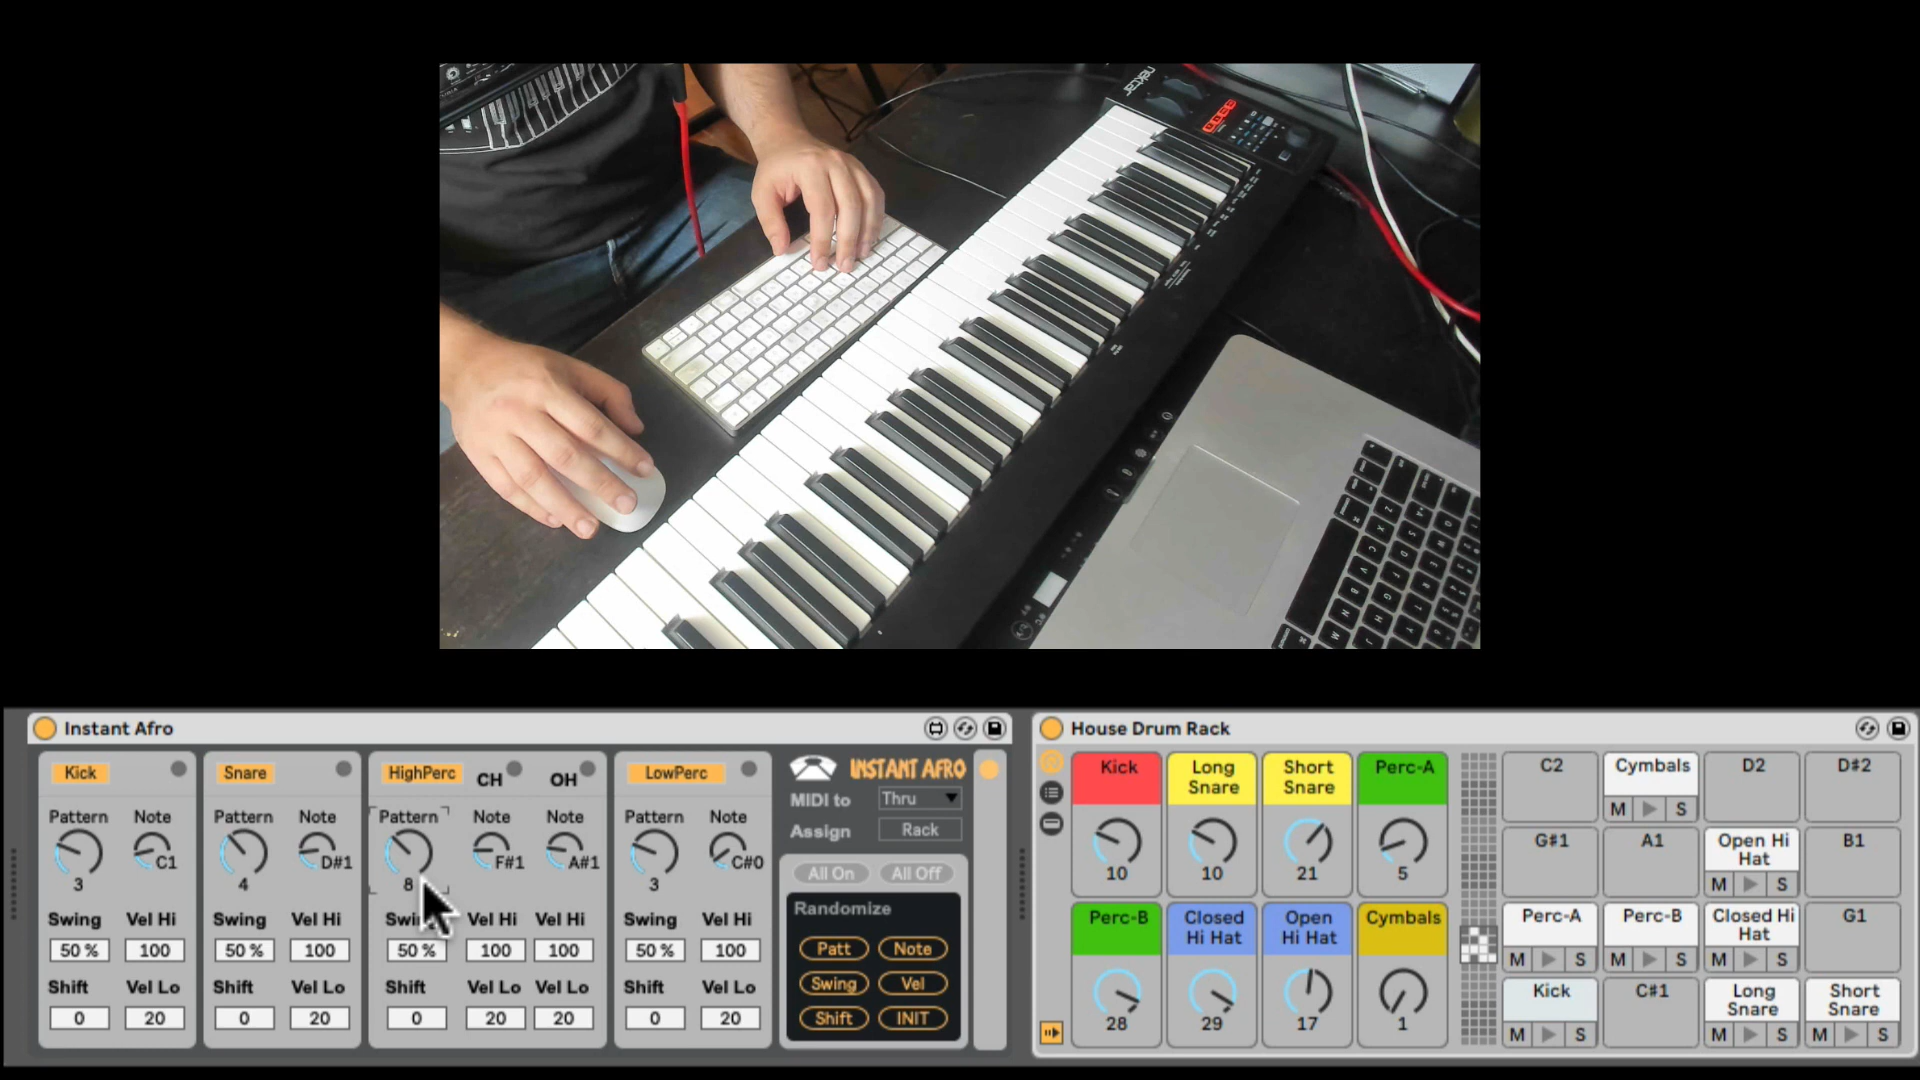 nektar
Instant Afro
Kick
Snare
HighPerc CH OH
LowPerc
Pattern Note
Pattern Note
Pattern Note Note
Pattern Note
3 C1
4 D#1
8 F#1 A#1
3 C#0
Swing Vel Hi
Swing Vel Hi
Swing Vel Hi Vel Hi
Swing Vel Hi
50 % 100
50 % 100
50 % 100 100
50 % 100
Shift Vel Lo
Shift Vel Lo
Shift Vel Lo Vel Lo
Shift Vel Lo
0 20
0 20
0 20 20
0 20
INSTANT AFRO
MIDI to Thru
Assign Rack
All On All Off
Randomize
Patt Note
Swing Vel
Shift INIT
House Drum Rack
Kick
Long
Snare
Short
Snare
Perc-A
10 10 21 5
Perc-B
Closed
Hi Hat
Open
Hi Hat
Cymbals
28 29 17 1
C2
Cymbals
M S
D2
D#2
G#1
A1
Open Hi
Hat
M S
B1
Perc-A
M S
Perc-B
M S
Closed Hi
Hat
M S
G1
Kick
M S
C#1
Long
Snare
M S
Short
Snare
M S